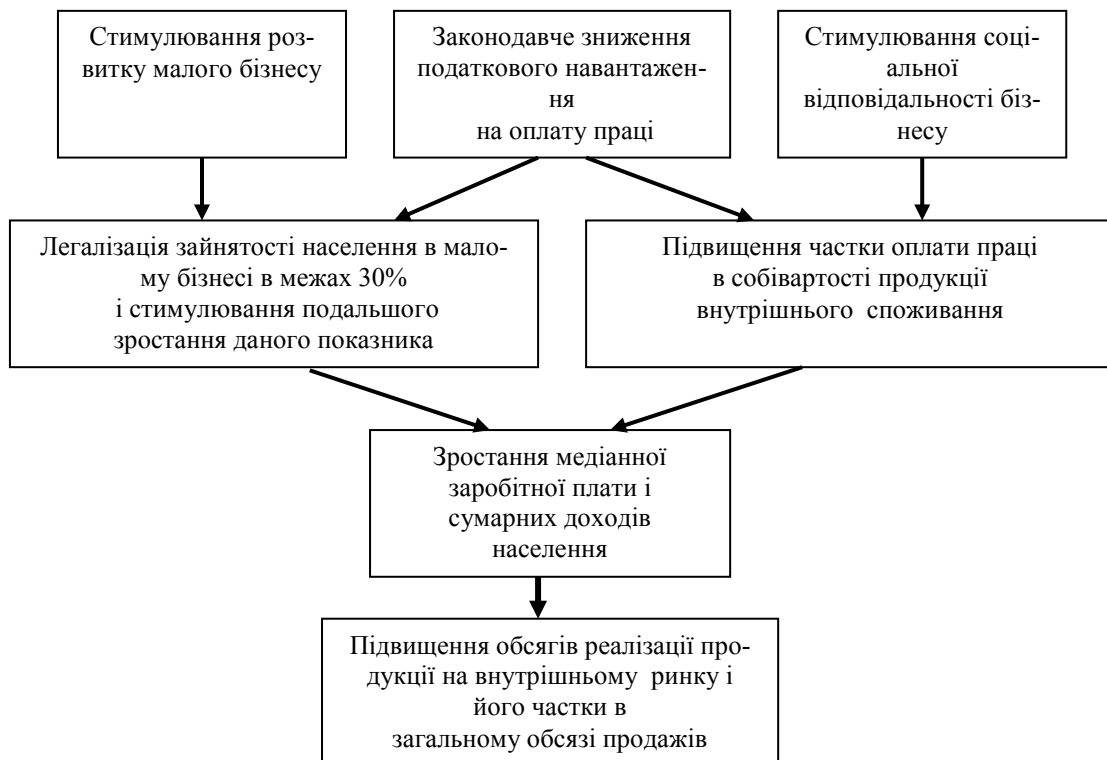 Стимулювання роз-
витку малого бізнесу
Законодавче зниження
податкового навантажен-
ня
на оплату праці
Стимулювання соці-
альної
відповідальності біз-
несу
Легалізація зайнятості населення в мало-
му бізнесі в межах 30%
і стимулювання подальшого
зростання даного показника
Підвищення частки оплати праці
в собівартості продукції
внутрішнього споживання
Зростання медіанної
заробітної плати і
сумарних доходів
населення
Підвищення обсягів реалізації про-
дукції на внутрішньому ринку і
його частки в
загальному обсязі продажів